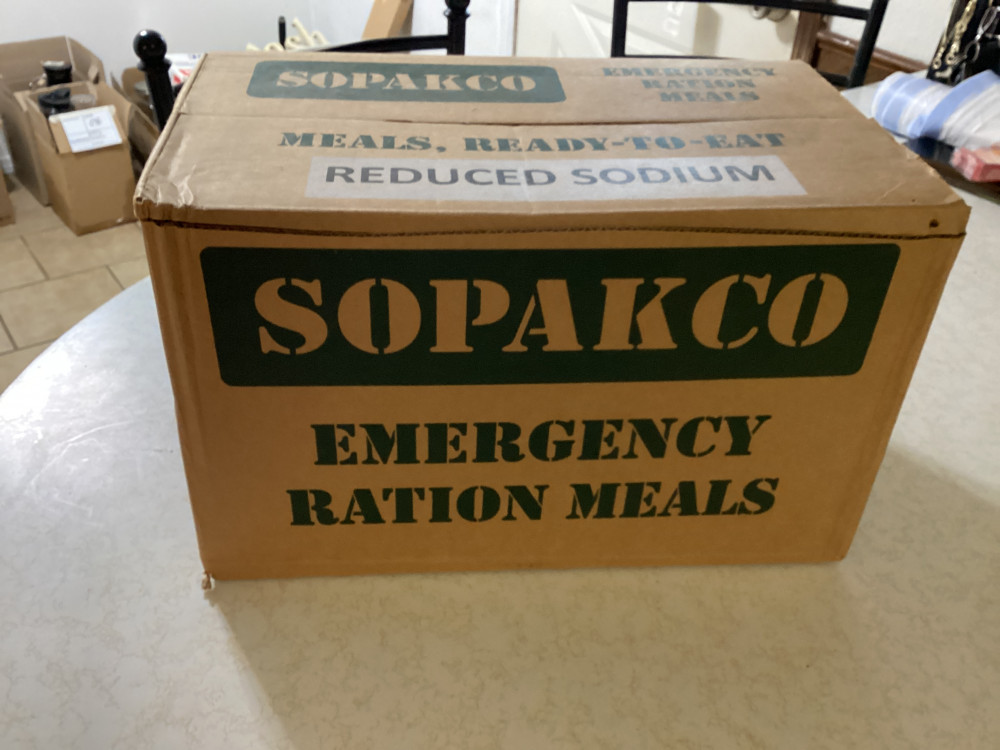 SOPAKCO
EMERGENCY
RATION
MEALS
MEALS, READY-TO-EAT
REDUCED SODIUM
SOPAKCO
EMERGENCY
RATION MEALS